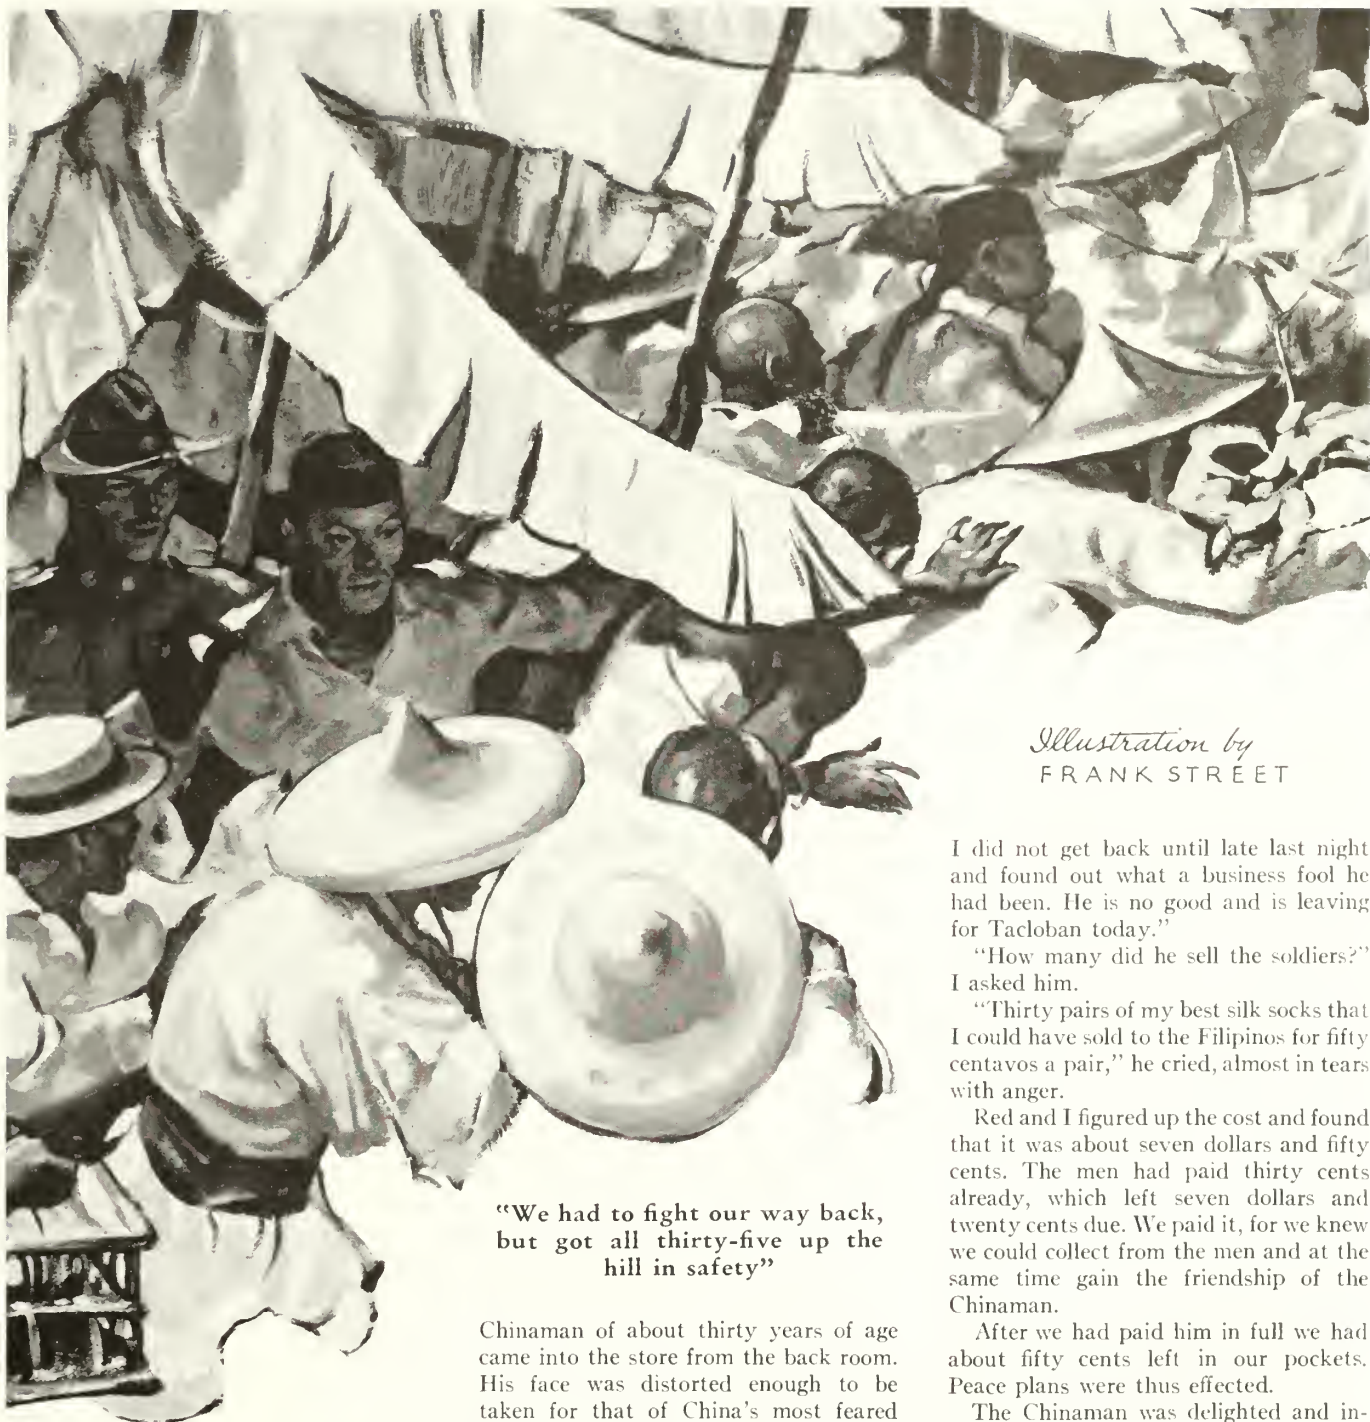 Illustration by
FRANK STREET
"We had to fight our way back,
but got all thirty-five up the
hill in safety"
Chinaman of about thirty years of age
came into the store from the back room.
His face was distorted enough to be
taken for that of China's most feared
I did not get back until late last night
and found out what a business fool he
had been. He is no good and is leaving
for Tacloban today."
"How many did he sell the soldiers?"
I asked him.
"Thirty pairs of my best silk socks that
I could have sold to the Filipinos for fifty
centavos a pair," he cried, almost in tears
with anger.
Red and I figured up the cost and found
that it was about seven dollars and fifty
cents. The men had paid thirty cents
already, which left seven dollars and
twenty cents due. We paid it, for we knew
we could collect from the men and at the
same time gain the friendship of the
Chinaman.
After we had paid him in full we had
about fifty cents left in our pockets.
Peace plans were thus effected.
The Chinaman was delighted and in-